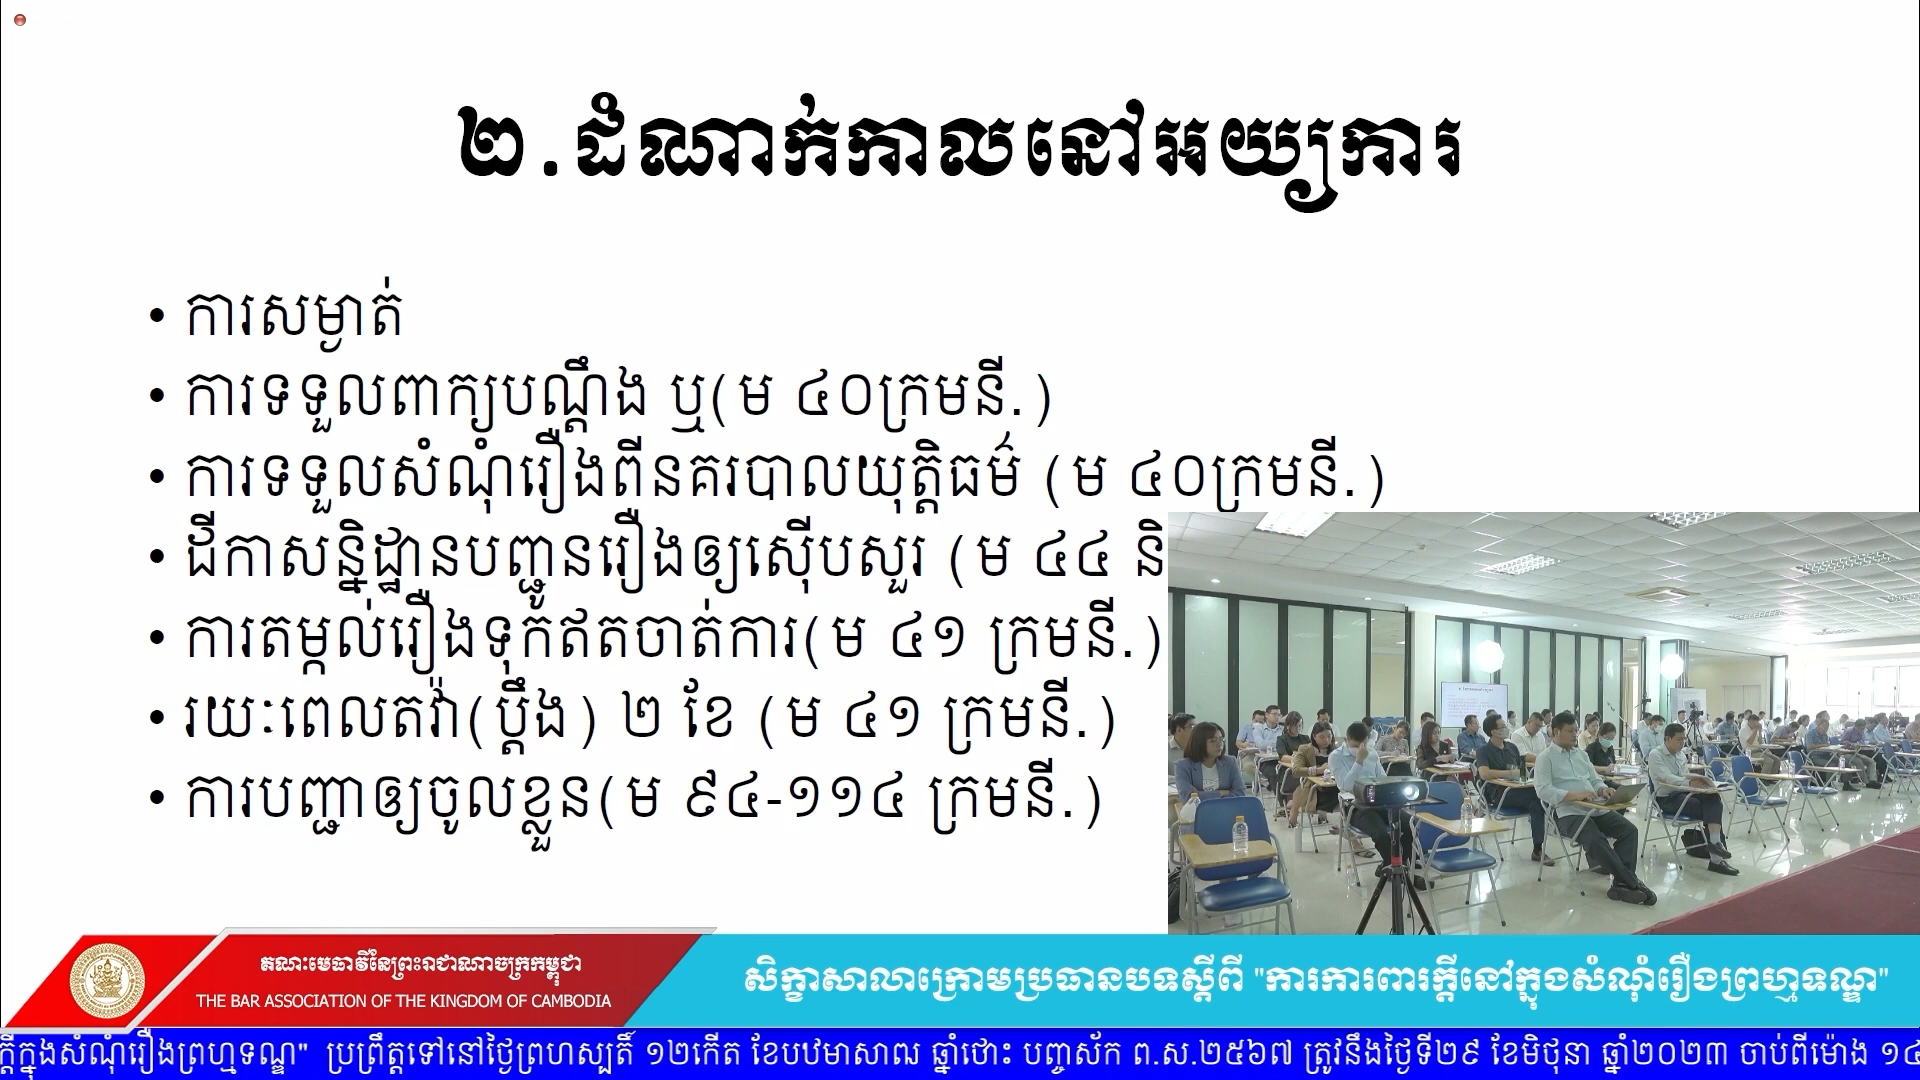 ២.ដំណាក់កាលនៅអយ្យការ
• ការសម្ងាត់
• ការទទួលពាក្យបណ្ដឹង ឬ(ម ៤០ក្រមនី.)
• ការទទួលសំណុំរឿងពីនគរបាលយុត្តិធម៌ (ម ៤០ក្រមនី.)
• ដីកាសន្និដ្ឋានបញ្ជូនរឿងឲ្យស៊ើបសួរ (ម ៤៤ និ
• ការតម្កល់រឿងទុកឥតចាត់ការ(ម ៤១ ក្រមនី.)
• រយៈពេលតវ៉ា(ប្ដឹង) ២ ខែ (ម ៤១ ក្រមនី.)
• ការបញ្ជាឲ្យចូលខ្លួន(ម ៩៤-១១៤ ក្រមនី.)
គណៈមេធាវីនៃព្រះរាជាណាចក្រកម្ពុជា
THE BAR ASSOCIATION OF THE KINGDOM OF CAMBODIA
សិក្ខាសាលាក្រោមប្រធានបទស្ដីពី "ការការពារក្ដីនៅក្នុងសំណុំរឿងព្រហ្មទណ្ឌ"
ក្ដីក្នុងសំណុំរឿងព្រហ្មទណ្ឌ" ប្រព្រឹត្តទៅនៅថ្ងៃព្រហស្បតិ៍ ១២កើត ខែបឋមាសាឍ ឆ្នាំថោះ បញ្ចស័ក ព.ស.២៥៦៧ ត្រូវនឹងថ្ងៃទី២៩ ខែមិថុនា ឆ្នាំ២០២៣ ចាប់ពីម៉ោង ១៤